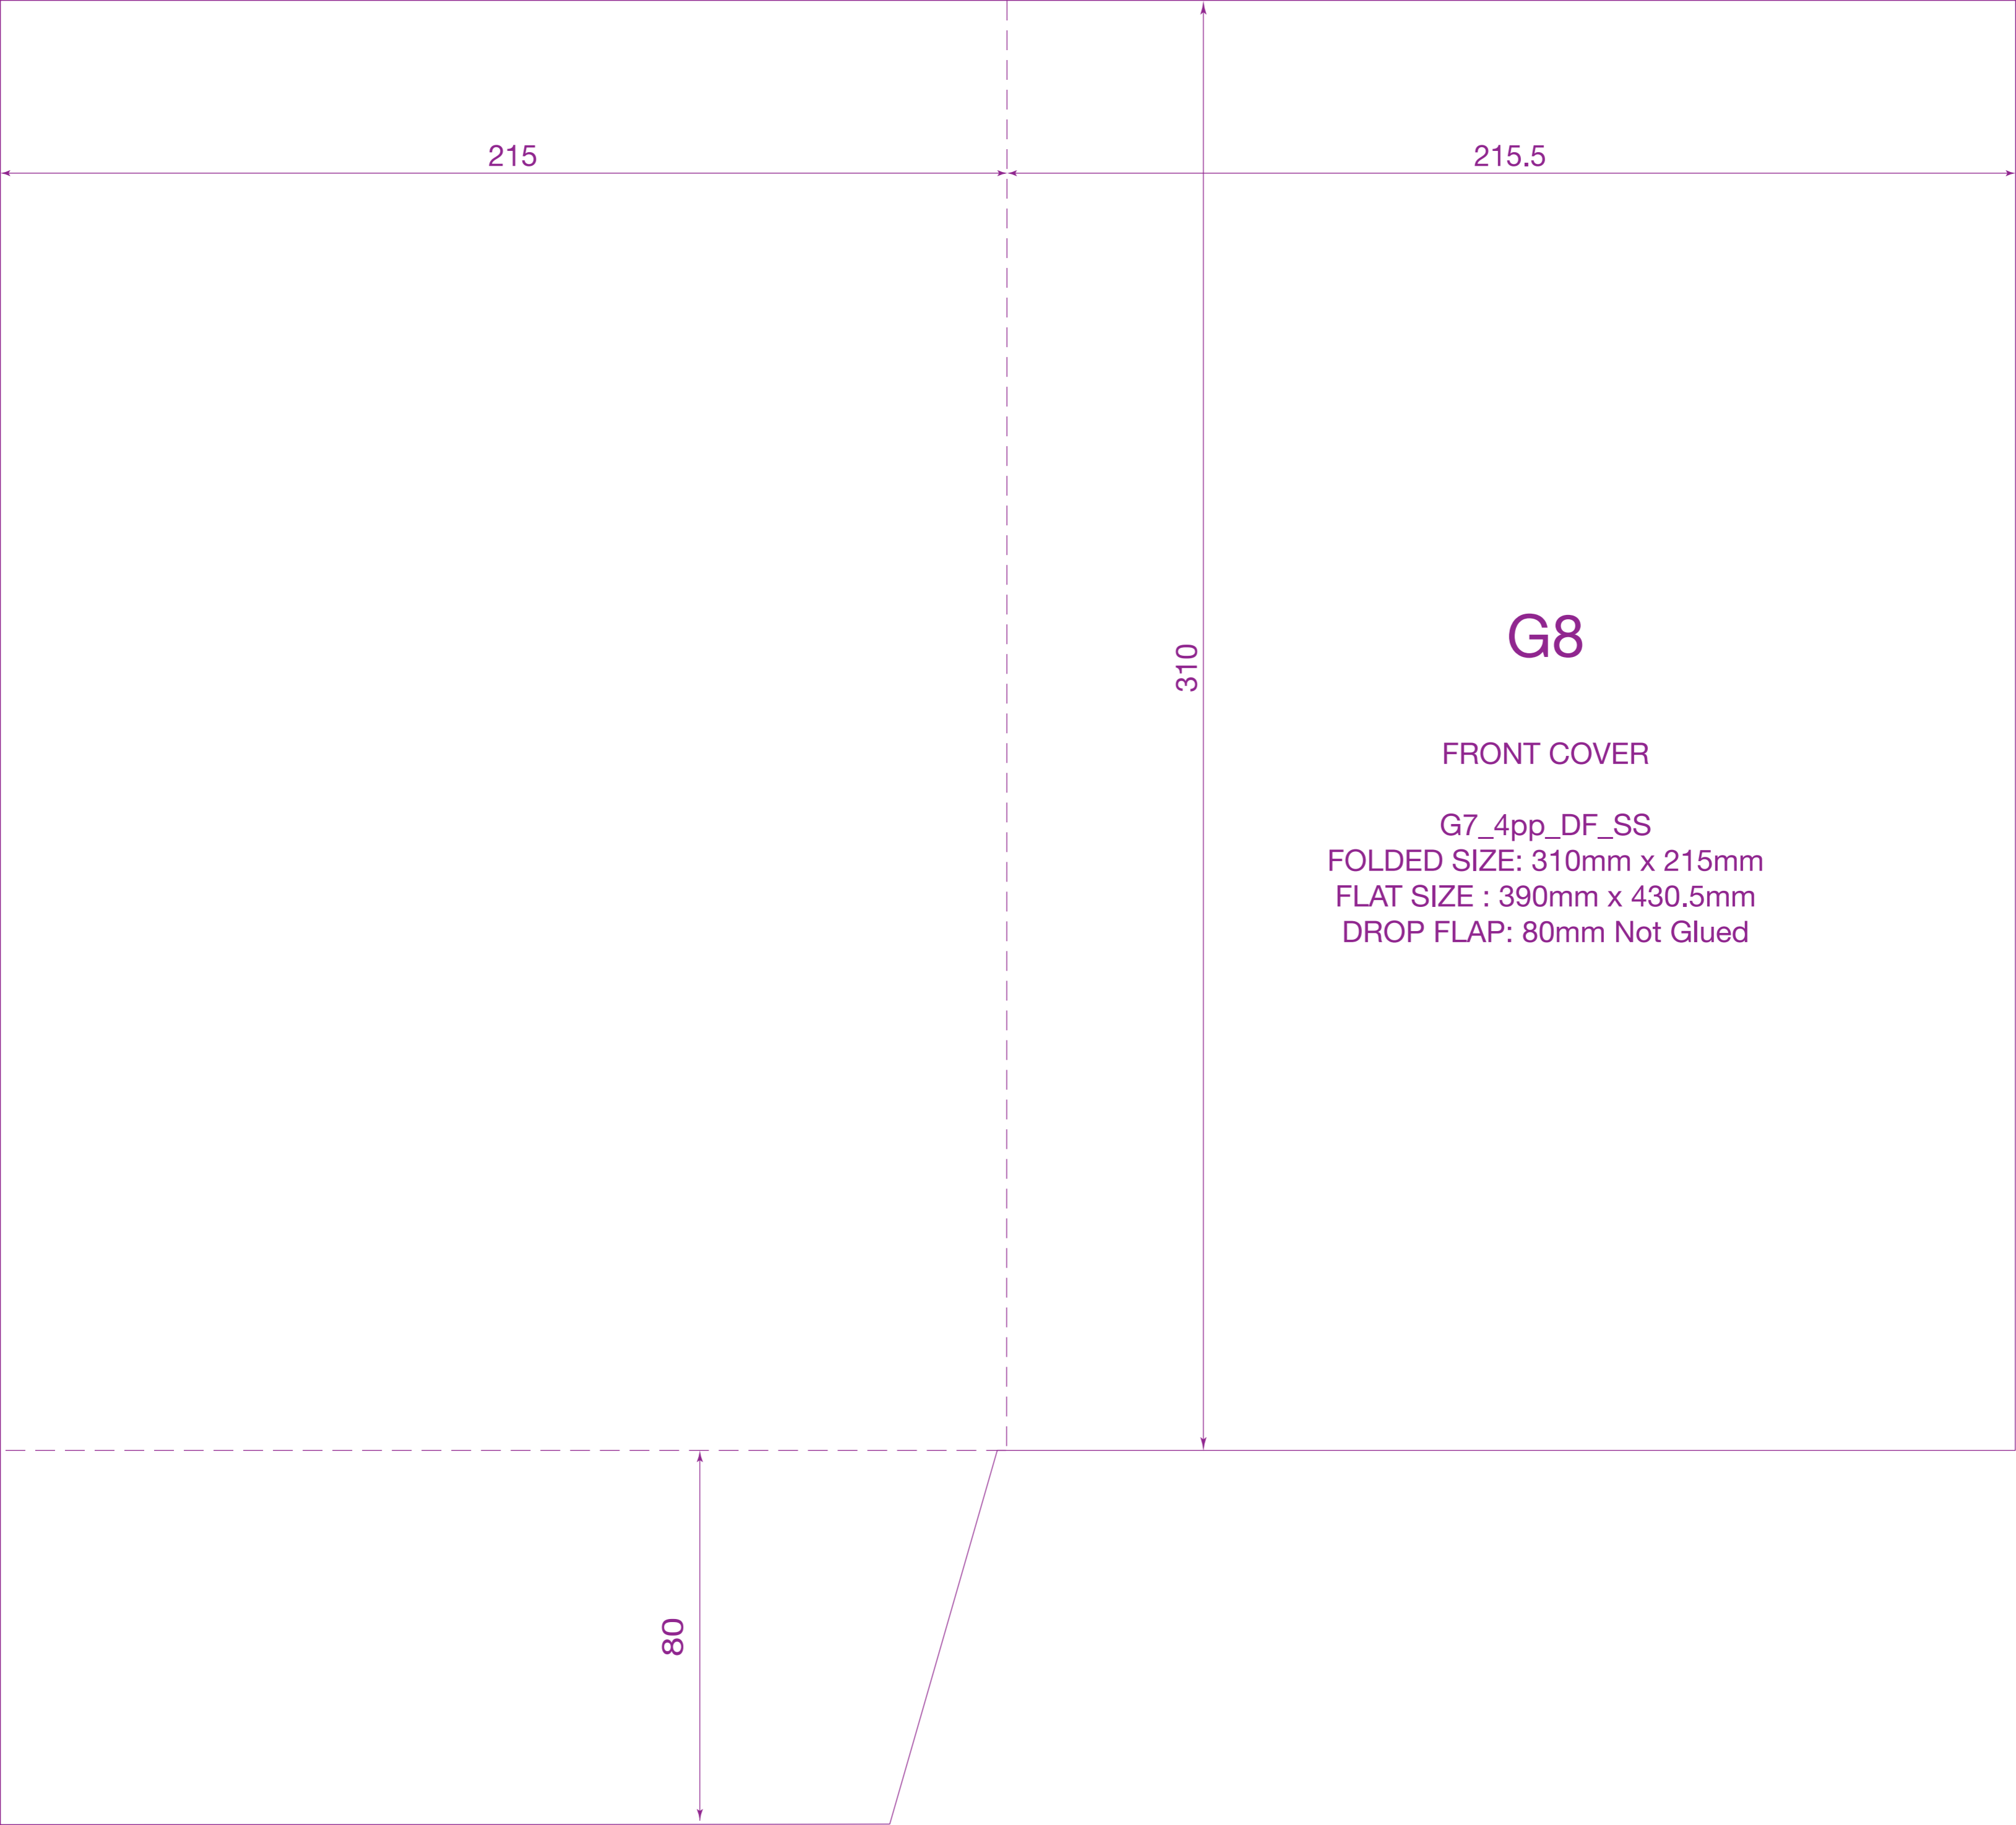 215
215.5
310
G8
FRONT COVER
G7_4pp_DF_SS
FOLDED SIZE: 310mm x 215mm
FLAT SIZE : 390mm x 430.5mm
DROP FLAP: 80mm Not Glued
80